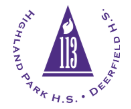 HIGHLAND PARK H.S. • DEERFIELD H.S.
113